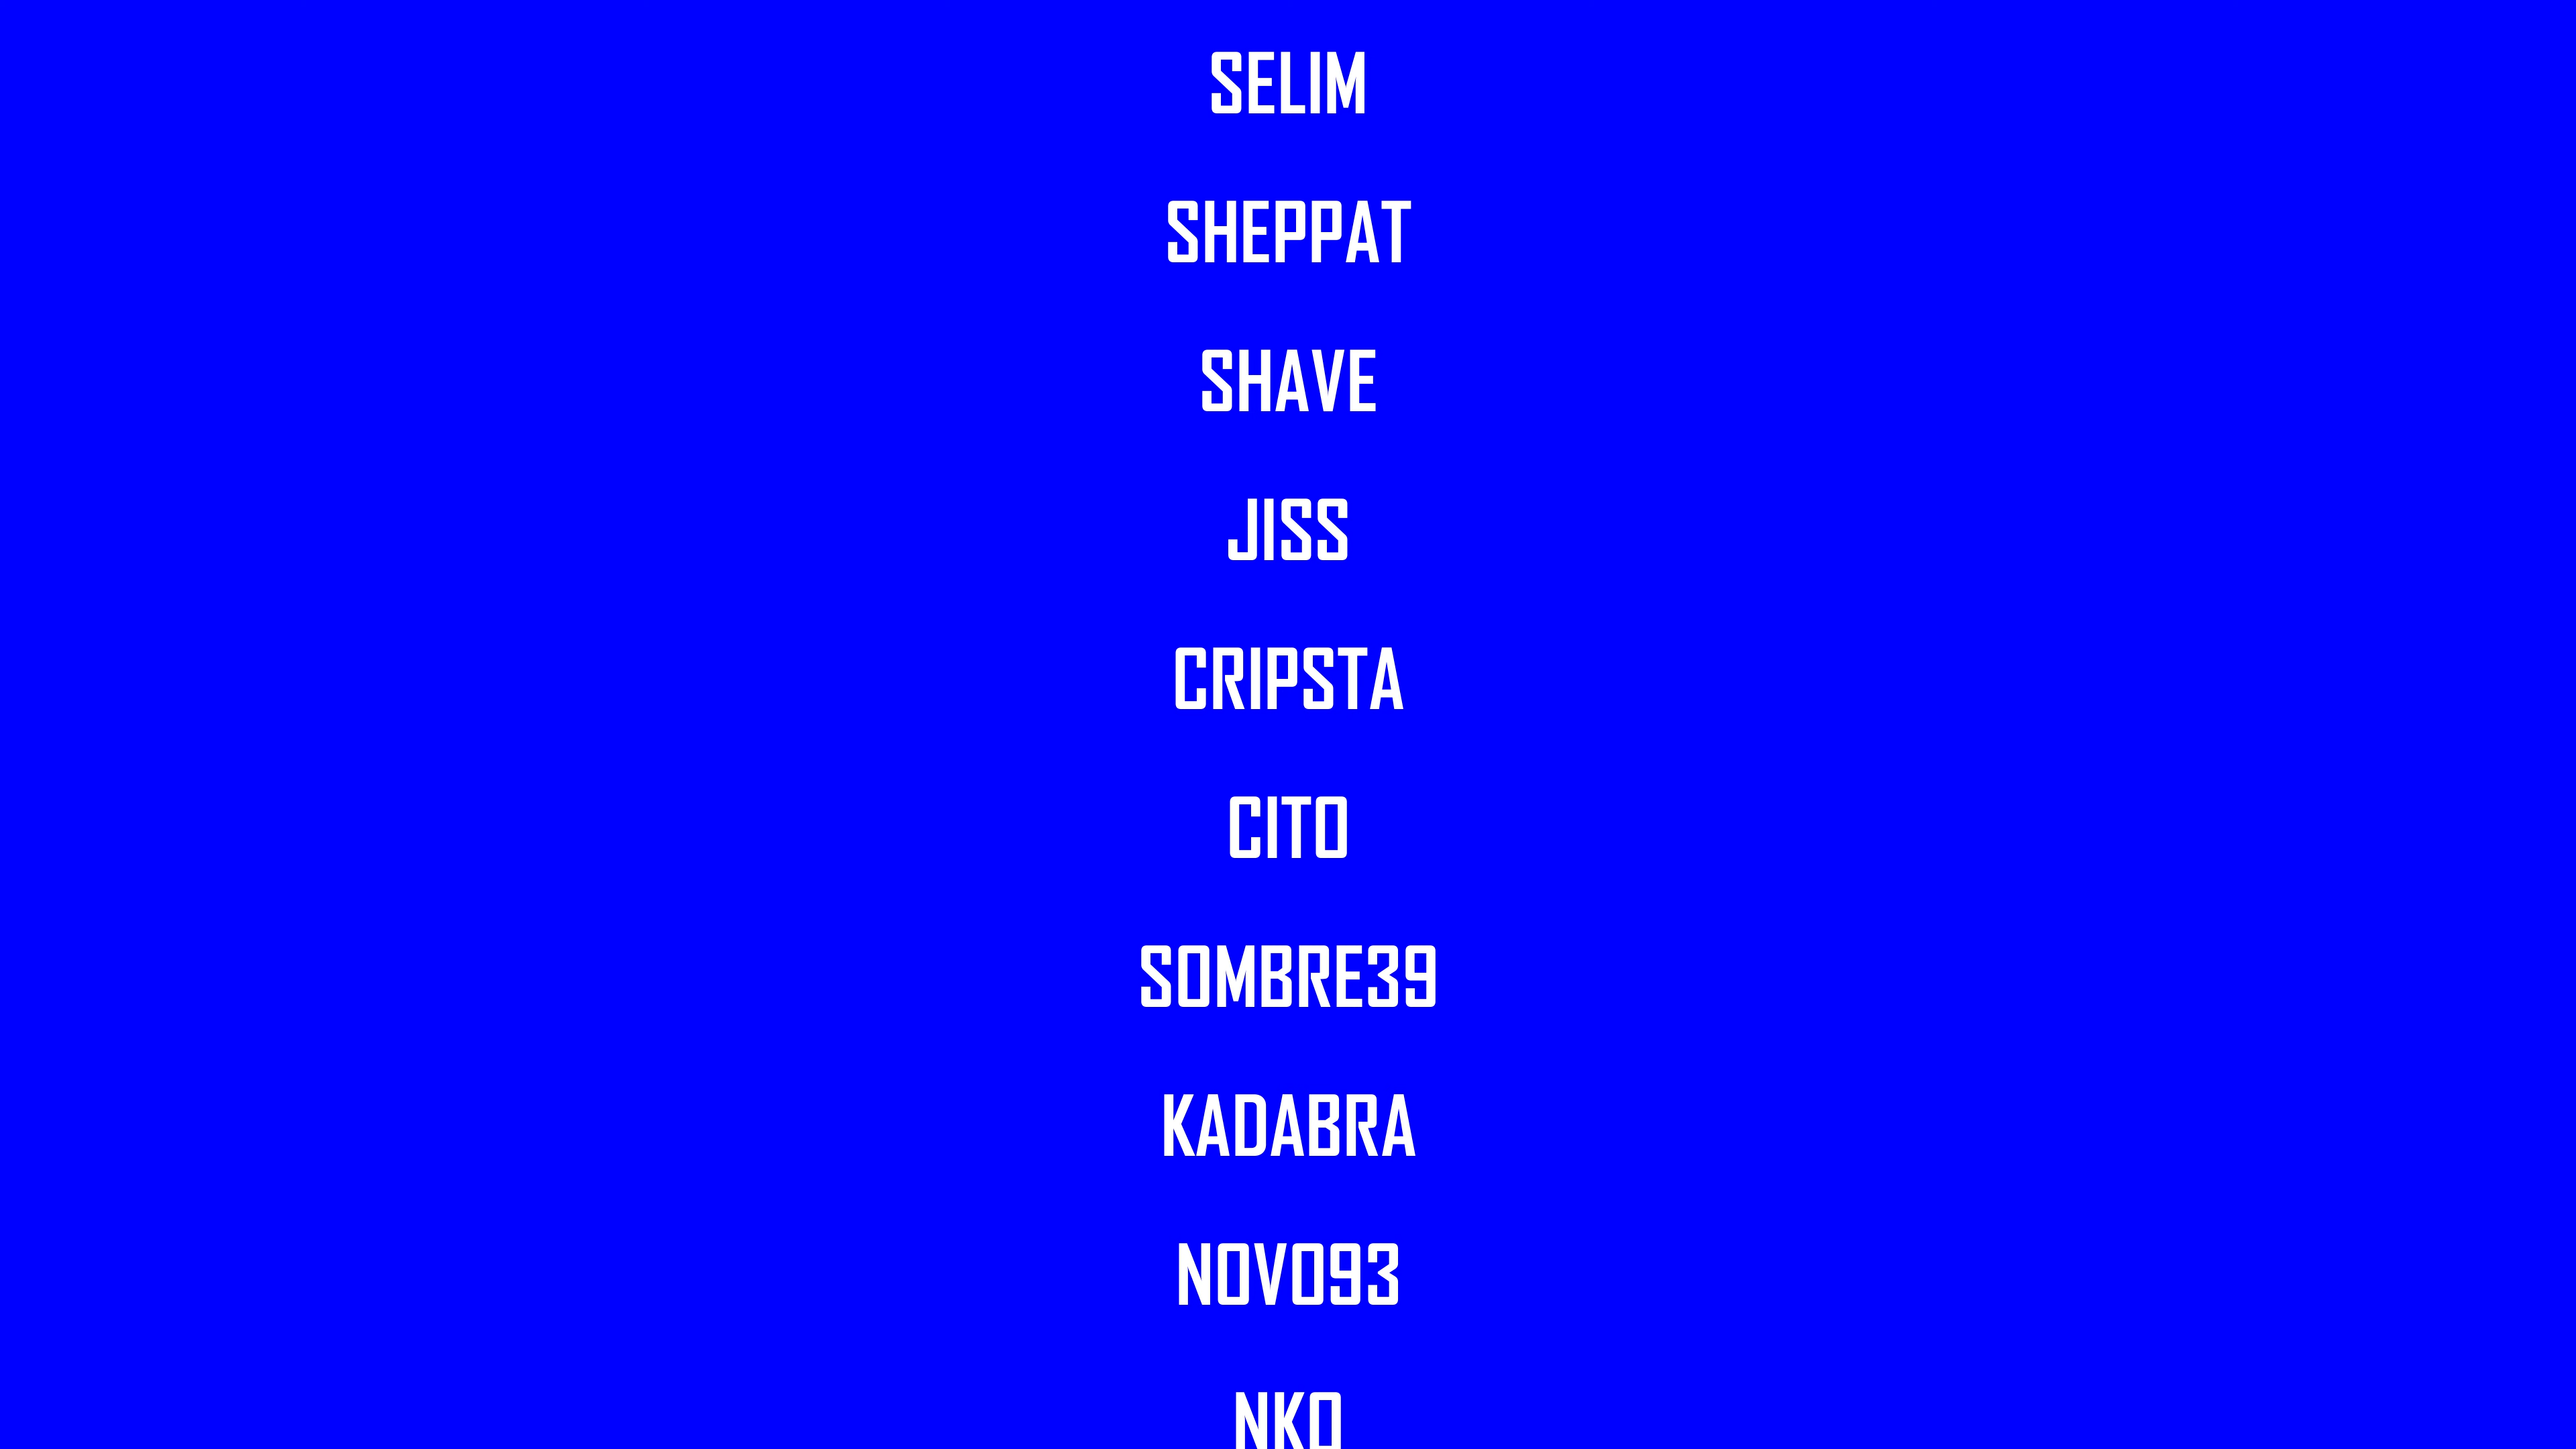 SELIM
SHEPPAT
SHAVE
JISS
CRIPSTA
CITO
SOMBRE39
KADABRA
NOVO93
NKO